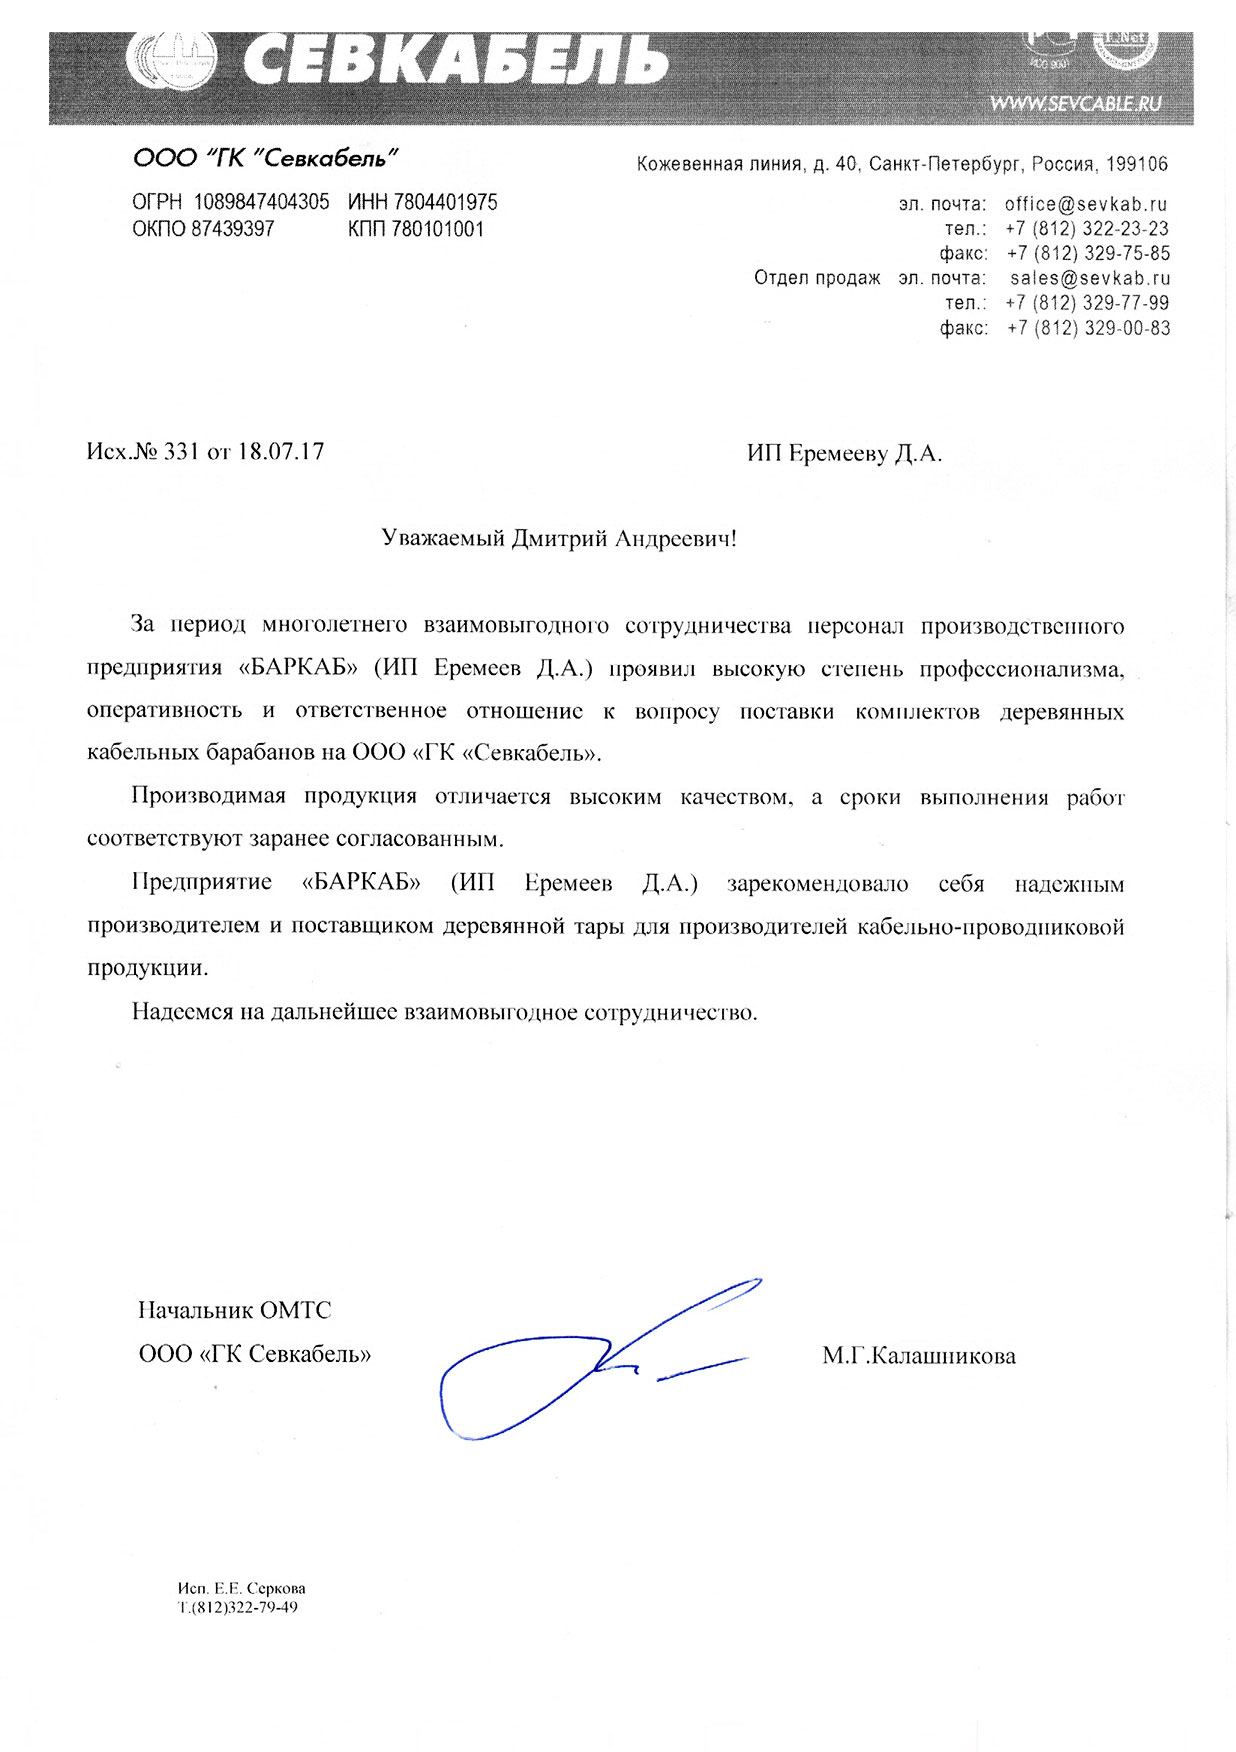 СЕВКАБЕЛЬ
WWW.SEVCABLE.RU
ООО "ГК "Севкабель"
Кожевенная линия, д. 40, Санкт-Петербург, Россия, 199106
ОГРН 1089847404305 ИНН 7804401975
ОКПО 87439397 КПП 780101001
эл. почта: office@sevkab.ru
тел.: +7 (812) 322-23-23
факс: +7 (812) 329-75-85
Отдел продаж эл. почта: sales@sevkab.ru
тел.: +7 (812) 329-77-99
факс: +7 (812) 329-00-83
Исх.№ 331 от 18.07.17
ИП Еремееву Д.А.
Уважаемый Дмитрий Андреевич!
За период многолетнего взаимовыгодного сотрудничества персонал производственного
предприятия «БАРКАБ» (ИП Еремеев Д.А.) проявил высокую степень профессионализма,
оперативность и ответственное отношение к вопросу поставки комплектов деревянных
кабельных барабанов на ООО «ГК «Севкабель».
Производимая продукция отличается высоким качеством, а сроки выполнения работ
соответствуют заранее согласованным.
Предприятие «БАРКАБ» (ИП Еремеев Д.А.) зарекомендовало себя надежным
производителем и поставщиком деревянной тары для производителей кабельно-проводниковой
продукции.
Надеемся на дальнейшее взаимовыгодное сотрудничество.
Начальник ОМТС
ООО «ГК Севкабель»
М.Г.Калашникова
Исп. Е.Е. Серкова
Т.(812)322-79-49